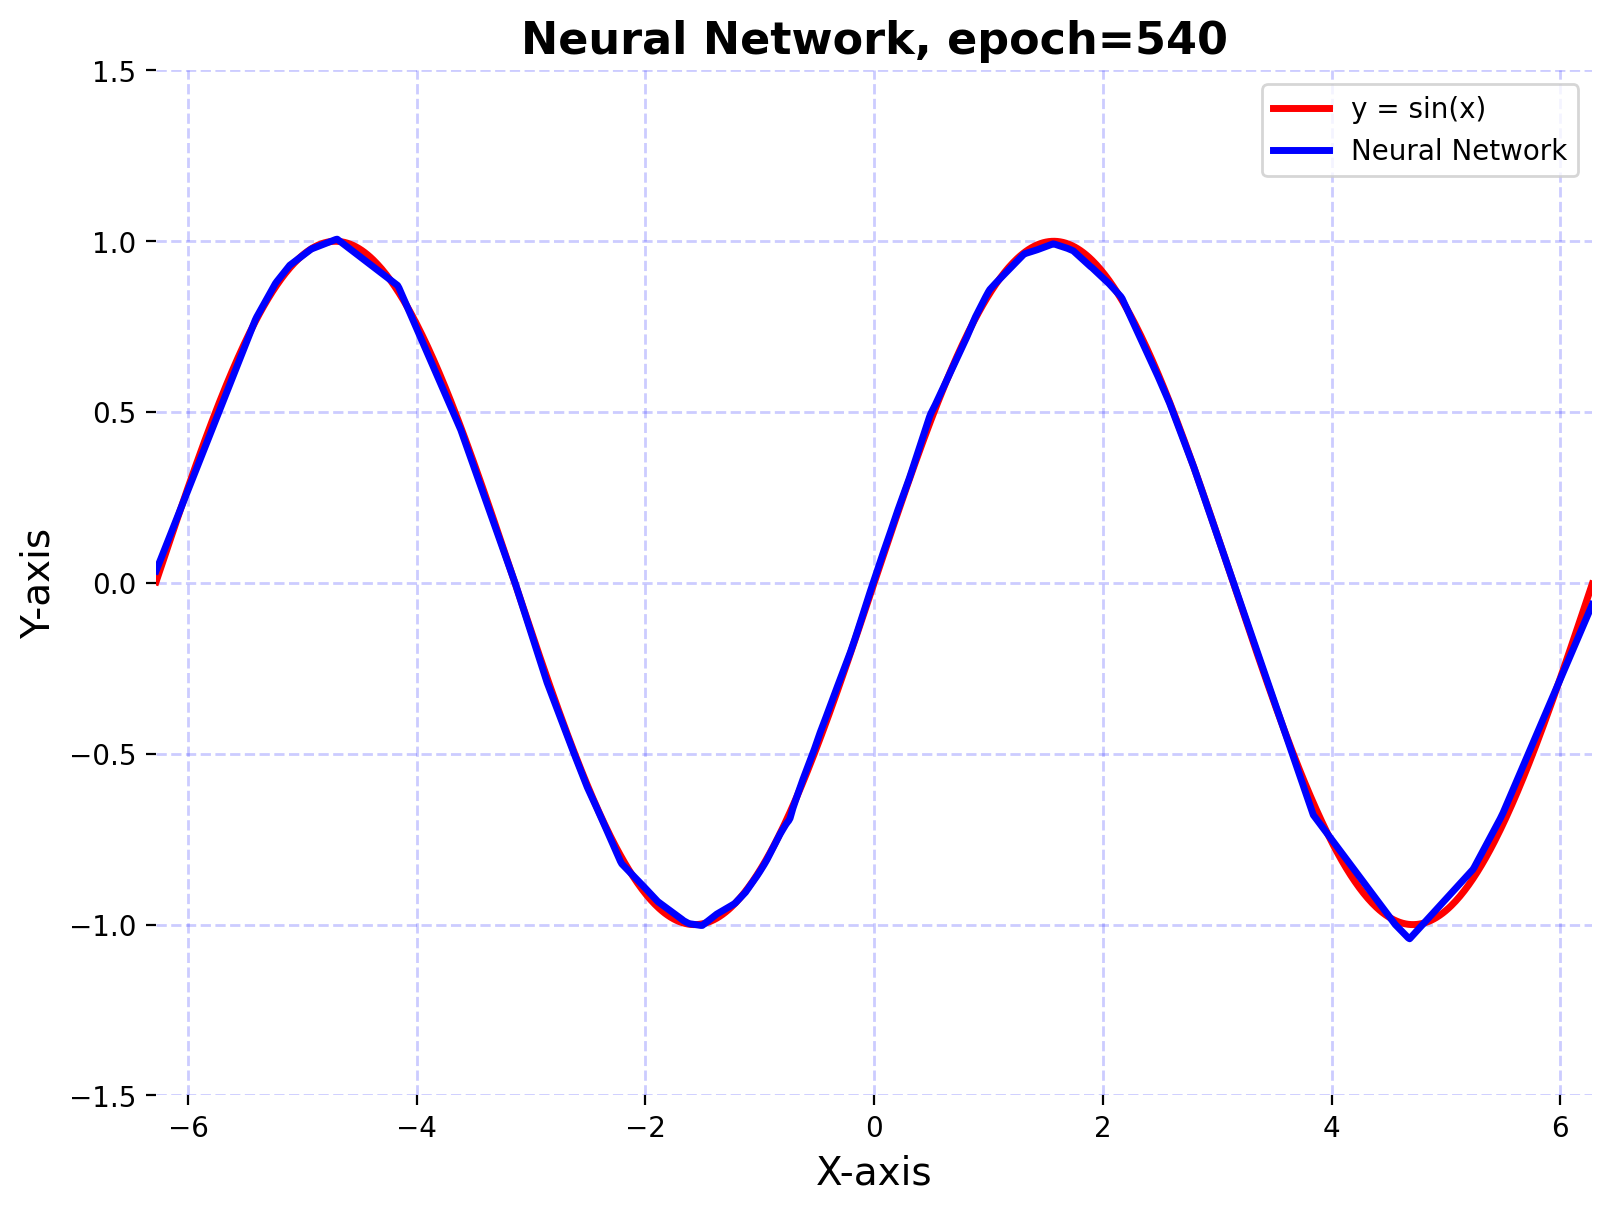 Neural Network, epoch=540
y = sin(x)
Neural Network
1.5
1.0
0.5
0.0
−0.5
−1.0
−1.5
Y-axis
−6 −4 −2 0 2 4 6
X-axis